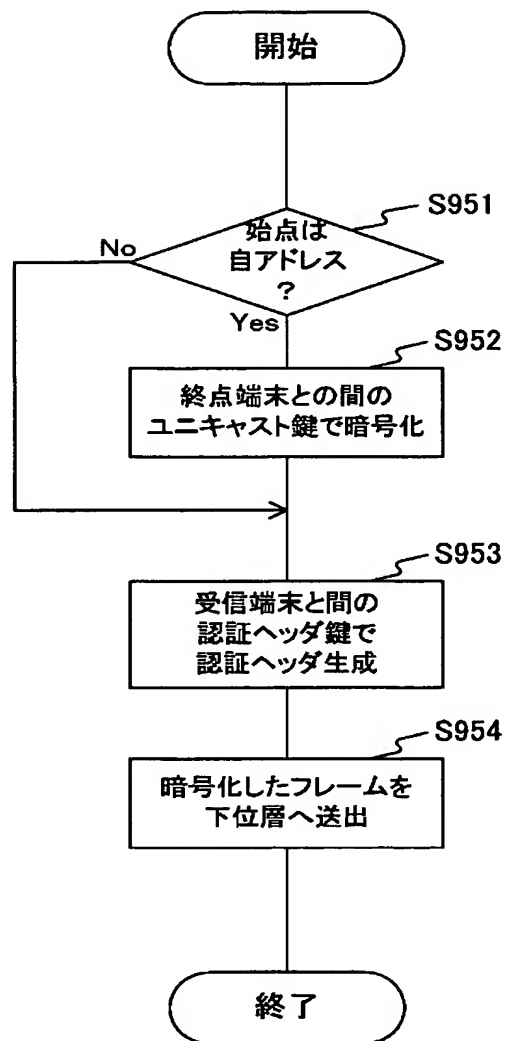 開始
S951
始点は
自アドレス
?
No
Yes
S952
終点端末との間の
ユニキャスト鍵で暗号化
S953
受信端末と間の
認証ヘッダ鍵で
認証ヘッダ生成
S954
暗号化したフレームを
下位層へ送出
終了